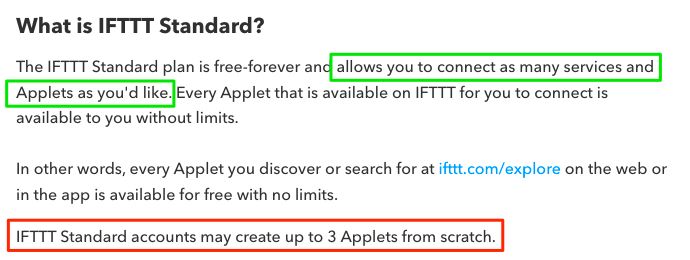 What is IFTTT Standard?
The IFTTT Standard plan is free-forever and allows you to connect as many services and
Applets as you'd like. Every Applet that is available on IFTTT for you to connect is
available to you without limits.
In other words, every Applet you discover or search for at ifttt.com/explore on the web or
in the app is available for free with no limits.
IFTTT Standard accounts may create up to 3 Applets from scratch.